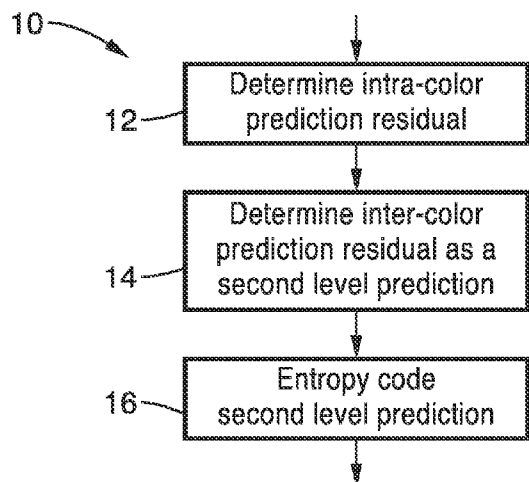 10
12
Determine intra-color
prediction residual
14
Determine inter-color
prediction residual as a
second level prediction
16
Entropy code
second level prediction